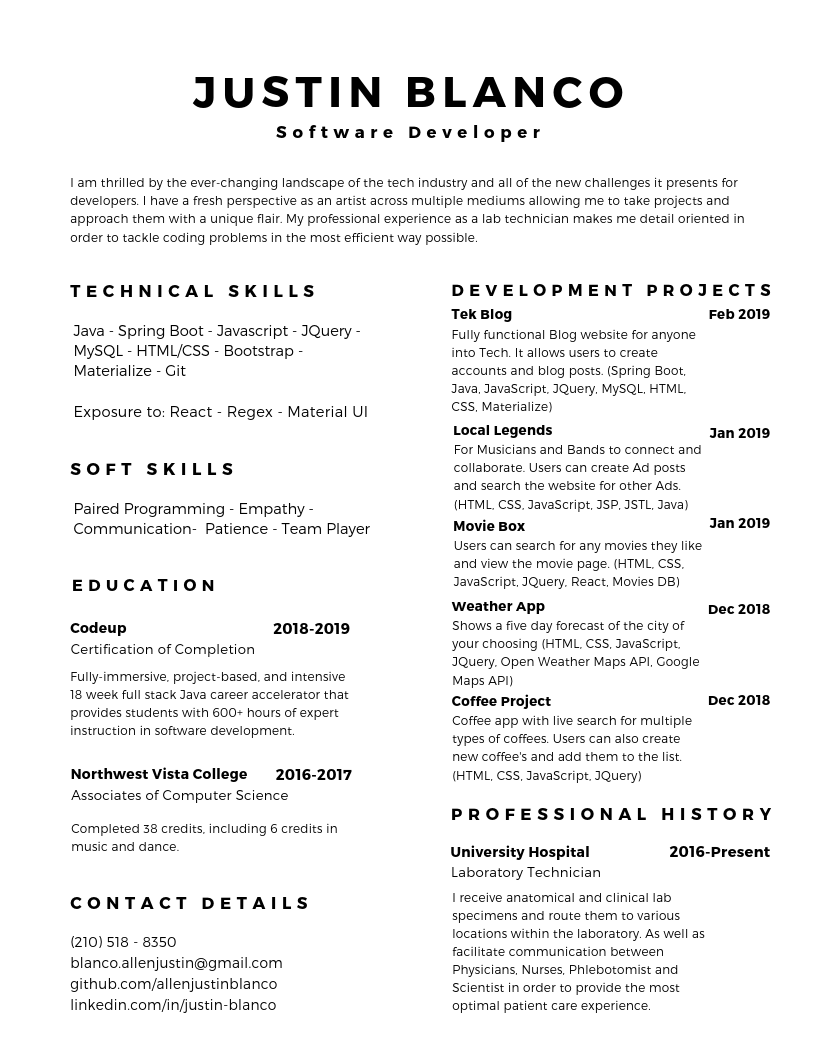 JUSTIN BLANCO
Software Developer
I am thrilled by the ever-changing landscape of the tech industry and all of the new challenges it presents for
developers. I have a fresh perspective as an artist across multiple mediums allowing me to take projects and
approach them with a unique flair. My professional experience as a lab technician makes me detail oriented in
order to tackle coding problems in the most efficient way possible.
TECHNICAL SKILLS
Java - Spring Boot - Javascript - JQuery -
MySQL - HTML/CSS - Bootstrap -
Materialize - Git
Exposure to: React - Regex - Material UI
SOFT SKILLS
Paired Programming - Empathy -
Communication-  Patience - Team Player
EDUCATION
Codeup 2018-2019
Certification of Completion
Fully-immersive, project-based, and intensive
18 week full stack Java career accelerator that
provides students with 600+ hours of expert
instruction in software development.
Northwest Vista College 2016-2017
Associates of Computer Science
Completed 38 credits, including 6 credits in
music and dance.
CONTACT DETAILS
(210) 518 - 8350
blanco.allenjustin@gmail.com
github.com/allenjustinblanco
linkedin.com/in/justin-blanco
DEVELOPMENT PROJECTS
Tek Blog Feb 2019
Fully functional Blog website for anyone
into Tech. It allows users to create
accounts and blog posts. (Spring Boot,
Java, JavaScript, JQuery, MySQL, HTML,
CSS, Materialize)
Local Legends Jan 2019
For Musicians and Bands to connect and
collaborate. Users can create Ad posts
and search the website for other Ads.
(HTML, CSS, JavaScript, JSP, JSTL, Java)
Movie Box Jan 2019
Users can search for any movies they like
and view the movie page. (HTML, CSS,
JavaScript, JQuery, React, Movies DB)
Weather App Dec 2018
Shows a five day forecast of the city of
your choosing (HTML, CSS, JavaScript,
JQuery, Open Weather Maps API, Google
Maps API)
Coffee Project Dec 2018
Coffee app with live search for multiple
types of coffees. Users can also create
new coffee's and add them to the list.
(HTML, CSS, JavaScript, JQuery)
PROFESSIONAL HISTORY
University Hospital 2016-Present
Laboratory Technician
I receive anatomical and clinical lab
specimens and route them to various
locations within the laboratory. As well as
facilitate communication between
Physicians, Nurses, Phlebotomist and
Scientist in order to provide the most
optimal patient care experience.